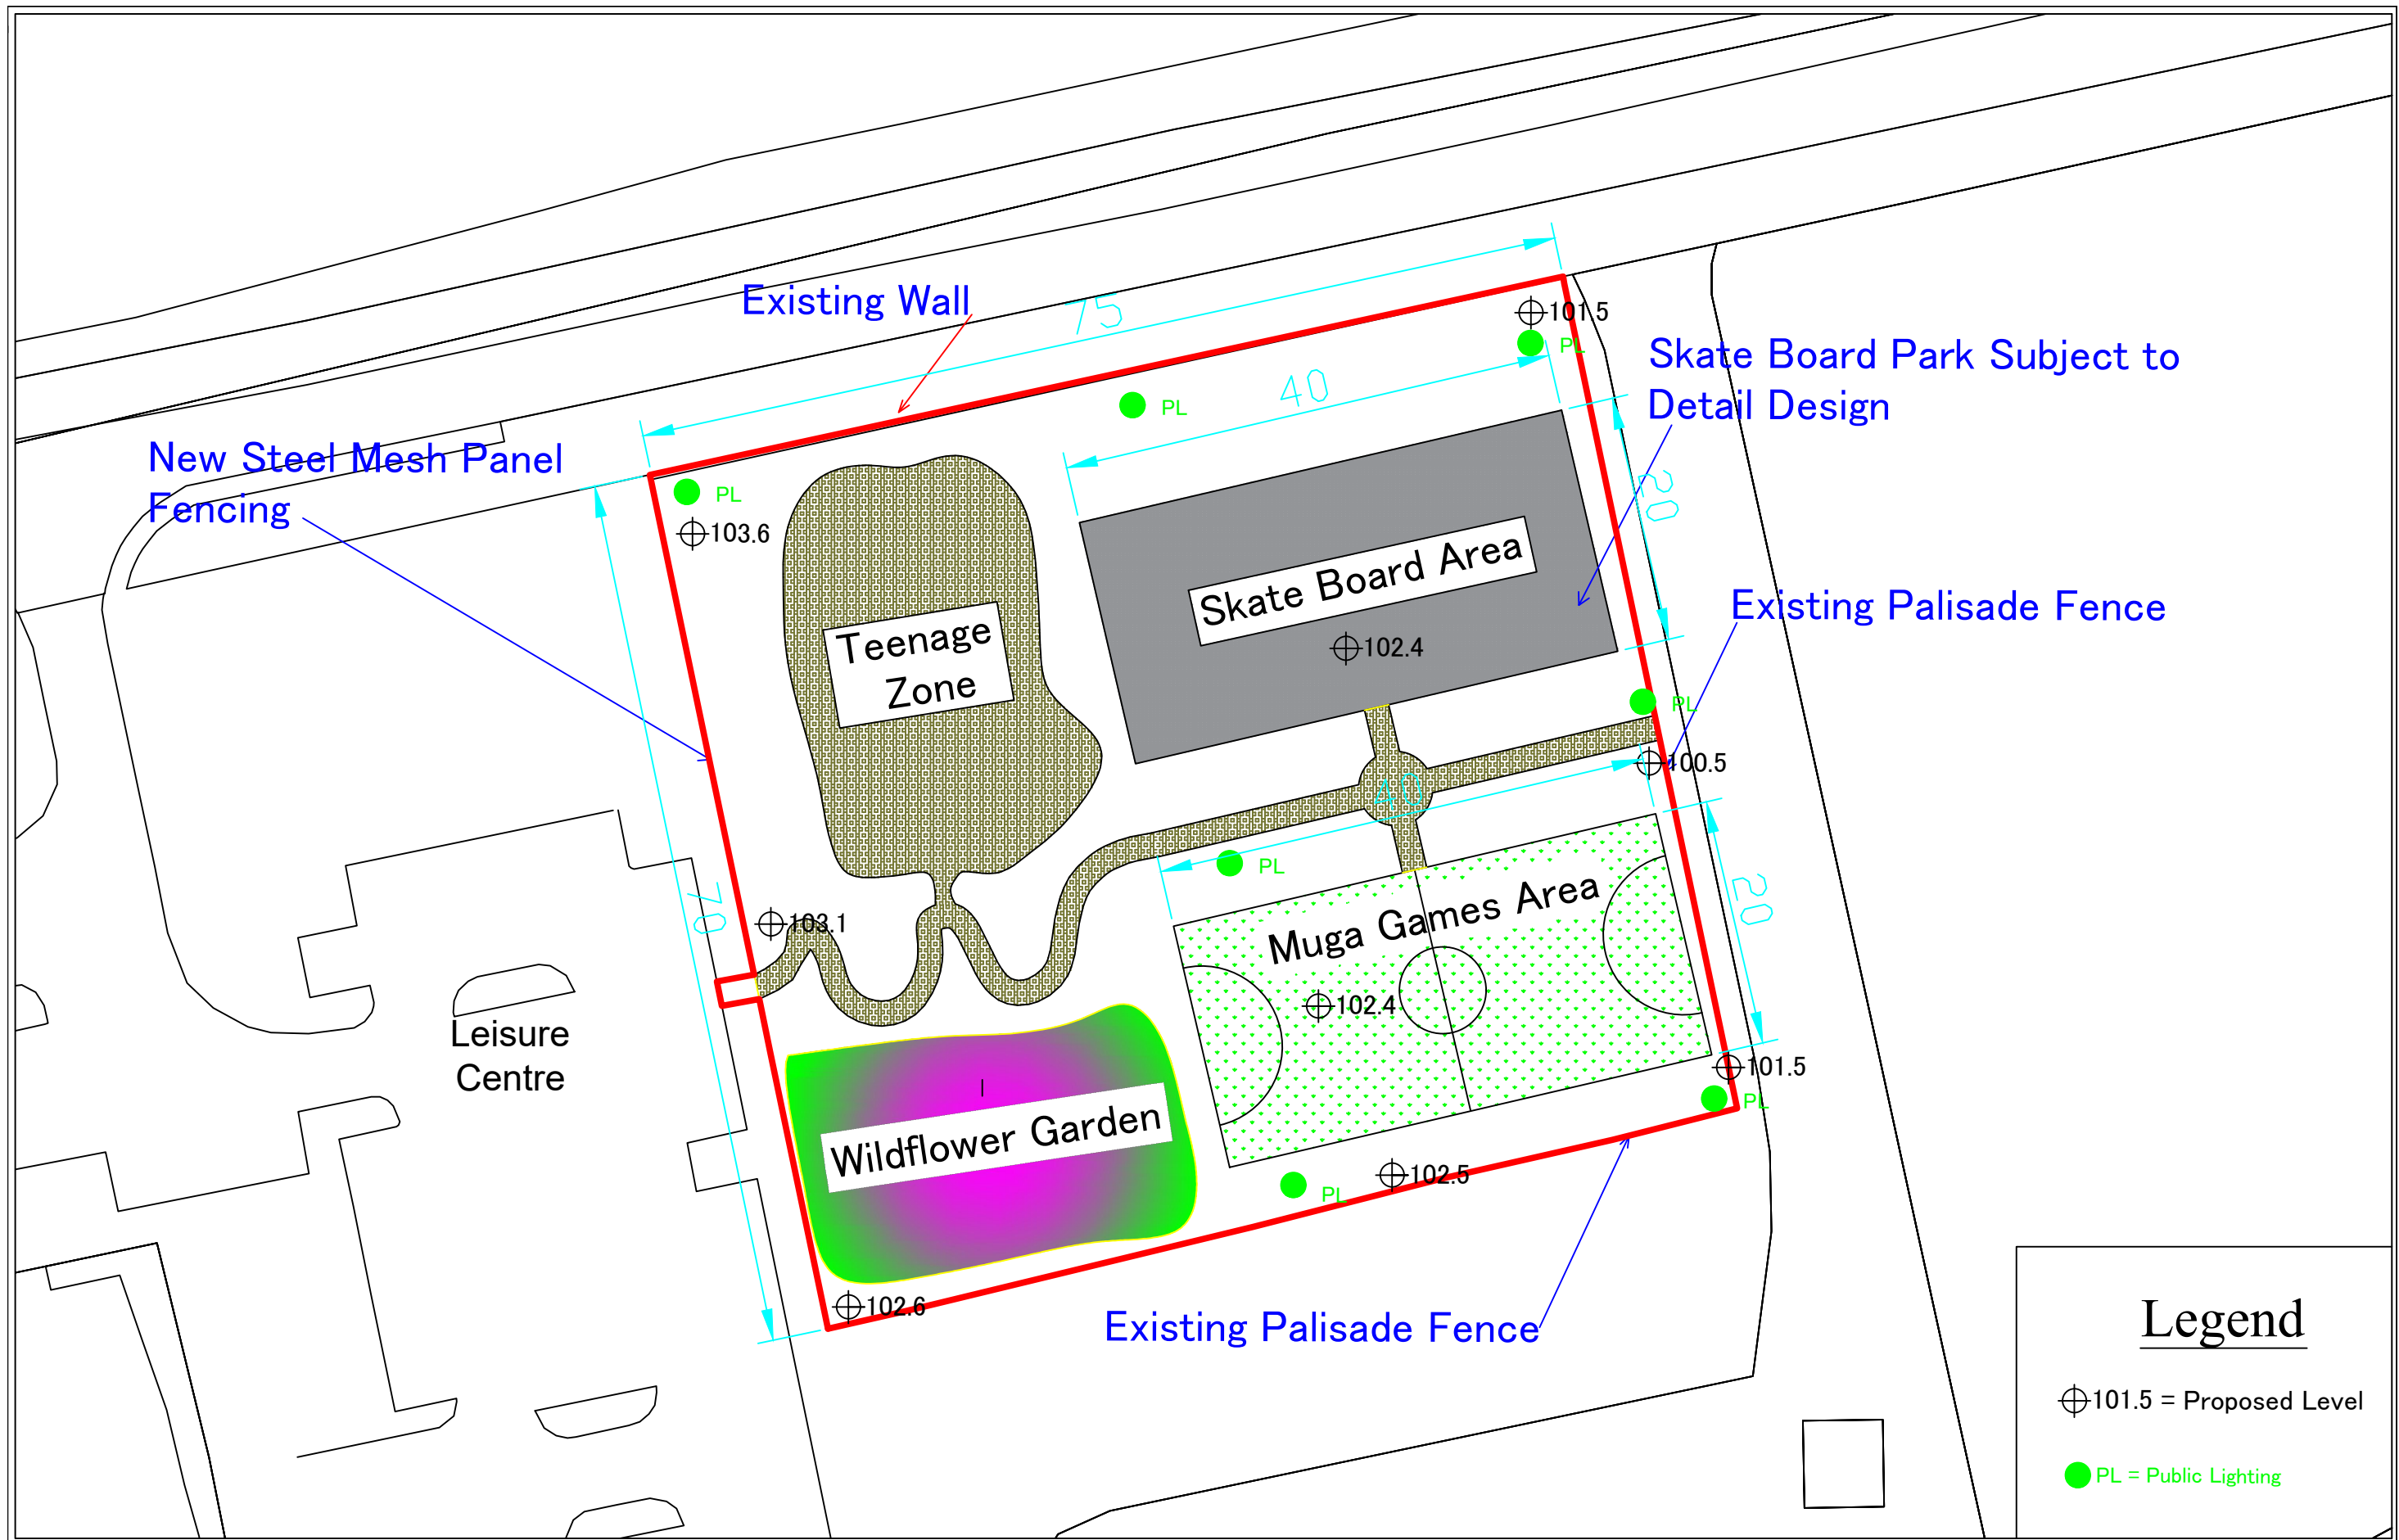 75
Existing Wall
101.5
PL
Skate Board Park Subject to
Detail Design
40
PL
New Steel Mesh Panel
Fencing
PL
103.6
20
Skate Board Area
102.4
Teenage
Zone
Existing Palisade Fence
PL
100.5
40
PL
70
103.1
20
Muga Games Area
102.4
Leisure
Centre
101.5
PL
Wildflower Garden
102.5
PL
102.6
Existing Palisade Fence
Legend
101.5 = Proposed Level
PL = Public Lighting